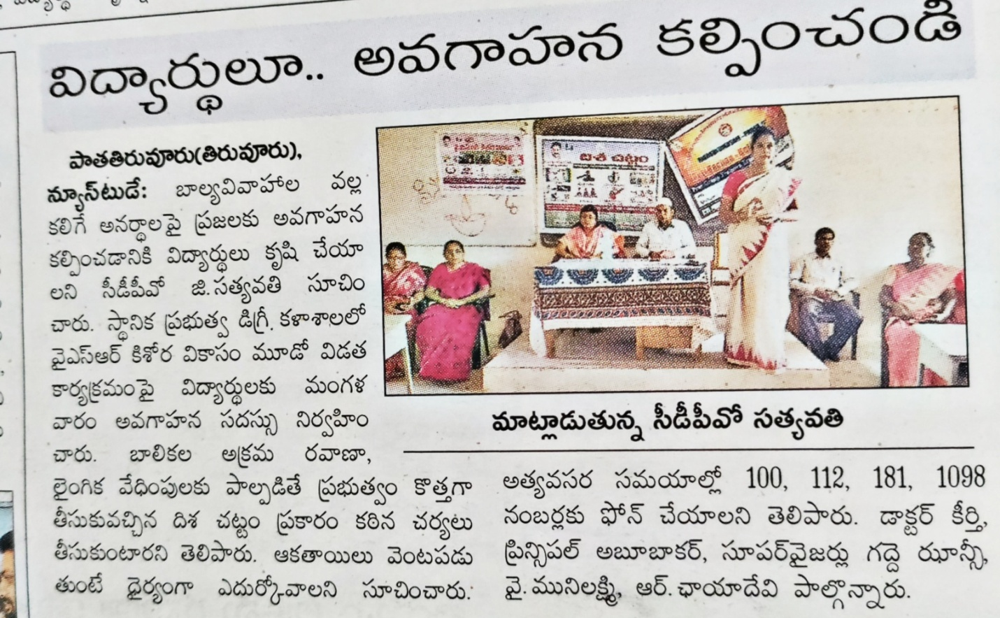 విద్యార్థులూ.. అవగాహన కల్పించండి
పాతతిరువూరు(తిరువూరు),
న్యూస్‌టుడే: బాల్యవివాహాల వల్ల
కలిగే అనర్థాలపై ప్రజలకు అవగాహన
కల్పించడానికి విద్యార్థులు కృషి చేయా
లని సీడీపీవో జి.సత్యవతి సూచిం
చారు. స్థానిక ప్రభుత్వ డిగ్రీ కళాశాలలో
వైఎస్ఆర్ కిశోర వికాసం మూడో విడత
కార్యక్రమంపై విద్యార్థులకు మంగళ
వారం అవగాహన సదస్సు నిర్వహిం
చారు. బాలికల అక్రమ రవాణా,
లైంగిక వేధింపులకు పాల్పడితే ప్రభుత్వం కొత్తగా
తీసుకువచ్చిన దిశ చట్టం ప్రకారం కఠిన చర్యలు
తీసుకుంటారని తెలిపారు. ఆకతాయిలు వెంటపడు
తుంటే ధైర్యంగా ఎదుర్కోవాలని సూచించారు.
దిశ చట్టం
మాట్లాడుతున్న సీడీపీవో సత్యవతి
అత్యవసర సమయాల్లో 100, 112, 181, 1098
నంబర్లకు ఫోన్ చేయాలని తెలిపారు. డాక్టర్ కీర్తి,
ప్రిన్సిపల్ అబూబాకర్, సూపర్‌వైజర్లు గద్దె ఝాన్సీ,
వై.మునిలక్ష్మి, ఆర్.ఛాయాదేవి పాల్గొన్నారు.